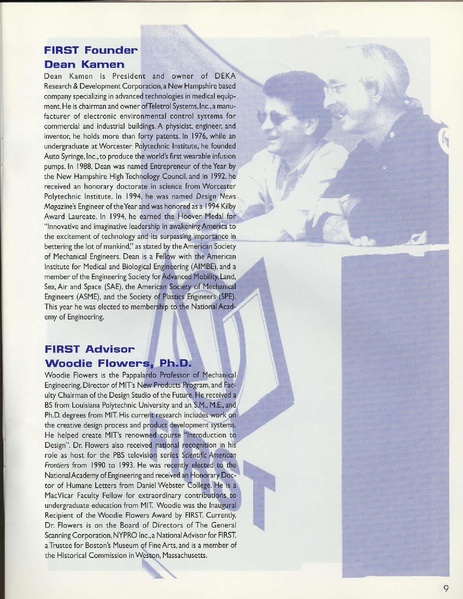 FIRST Founder
Dean Kamen
Dean Kamen is President and owner of DEKA
Research & Development Corporation, a New Hampshire based
company specializing in advanced technologies in medical equip-
ment. He is chairman and owner of Teletrol Systems, Inc., a manu-
facturer of electronic environmental control systems for
commercial and industrial buildings. A physicist, engineer, and
inventor, he holds more than forty patents. In 1976, while an
undergraduate at Worcester Polytechnic Institute, he founded
Auto Syringe, Inc., to produce the world's first wearable infusion
pumps. In 1988, Dean was named Entrepreneur of the Year by
the New Hampshire High Technology Council, and in 1992, he
received an honorary doctorate in science from Worcester
Polytechnic Institute. In 1994, he was named Design News
Magazine's Engineer of the Year and was honored as a 1994 Kilby
Award Laureate. In 1994, he earned the Hoover Medal for
"Innovative and imaginative leadership in awakening America to
the excitement of technology and its surpassing importance in
bettering the lot of mankind," as stated by the American Society
of Mechanical Engineers. Dean is a Fellow with the American
Institute for Medical and Biological Engineering (AIMBE), and a
member of the Engineering Society for Advanced Mobility, Land,
Sea, Air and Space (SAE), the American Society of Mechanical
Engineers (ASME), and the Society of Plastics Engineers (SPE).
This year he was elected to membership to the National Acad-
emy of Engineering.
FIRST Advisor
Woodie Flowers, Ph.D.
Woodie Flowers is the Pappalardo Professor of Mechanical
Engineering, Director of MIT's New Products Program, and Fac-
ulty Chairman of the Design Studio of the Future. He received a
BS from Louisiana Polytechnic University and an S.M., M.E., and
Ph.D. degrees from MIT. His current research includes work on
the creative design process and product development systems.
He helped create MIT's renowned course "Introduction to
Design". Dr. Flowers also received national recognition in his
role as host for the PBS television series Scientific American
Frontiers from 1990 to 1993. He was recently elected to the
National Academy of Engineering and received an Honorary Doc-
tor of Humane Letters from Daniel Webster College. He is a
MacVicar Faculty Fellow for extraordinary contributions to
undergraduate education from MIT. Woodie was the Inaugural
Recipient of the Woodie Flowers Award by FIRST. Currently,
Dr. Flowers is on the Board of Directors of The General
Scanning Corporation, NYPRO Inc., a National Advisor for FIRST,
a Trustee for Boston's Museum of Fine Arts, and is a member of
the Historical Commission in Weston, Massachusetts.
FIRST
9